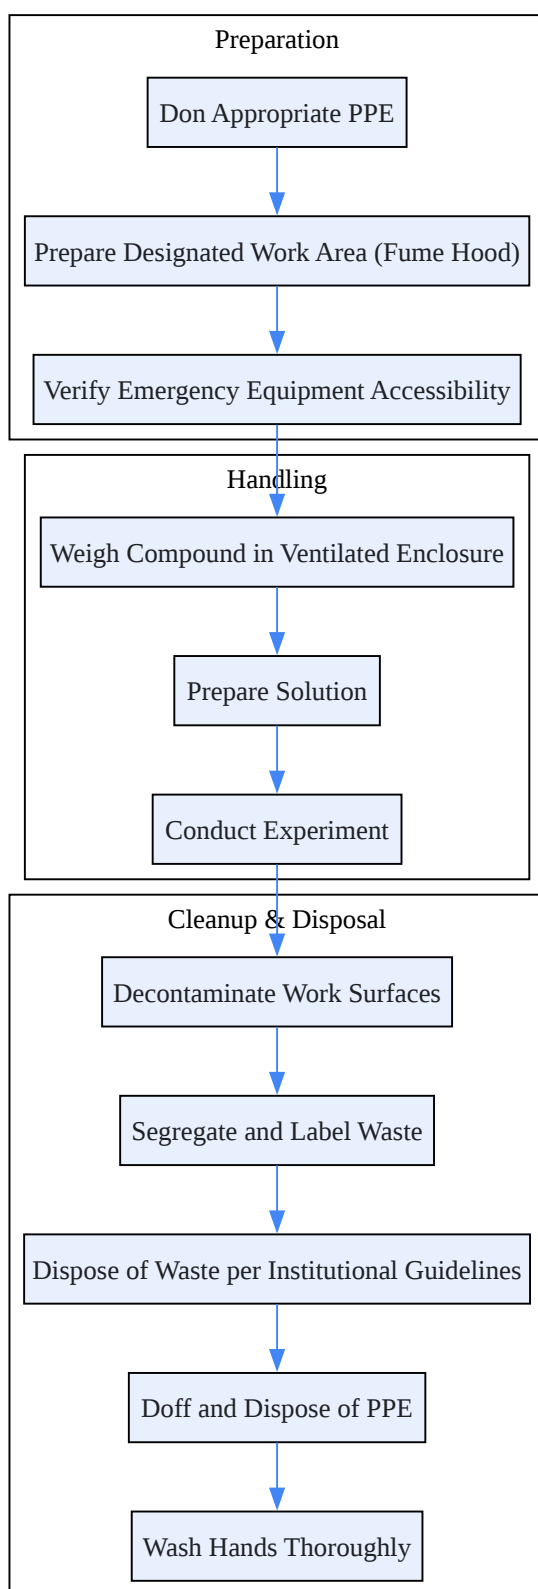 Preparation
Don Appropriate PPE
Prepare Designated Work Area (Fume Hood)
Verify Emergency Equipment Accessibility
Handling
Weigh Compound in Ventilated Enclosure
Prepare Solution
Conduct Experiment
Cleanup & Disposal
Decontaminate Work Surfaces
Segregate and Label Waste
Dispose of Waste per Institutional Guidelines
Doff and Dispose of PPE
Wash Hands Thoroughly